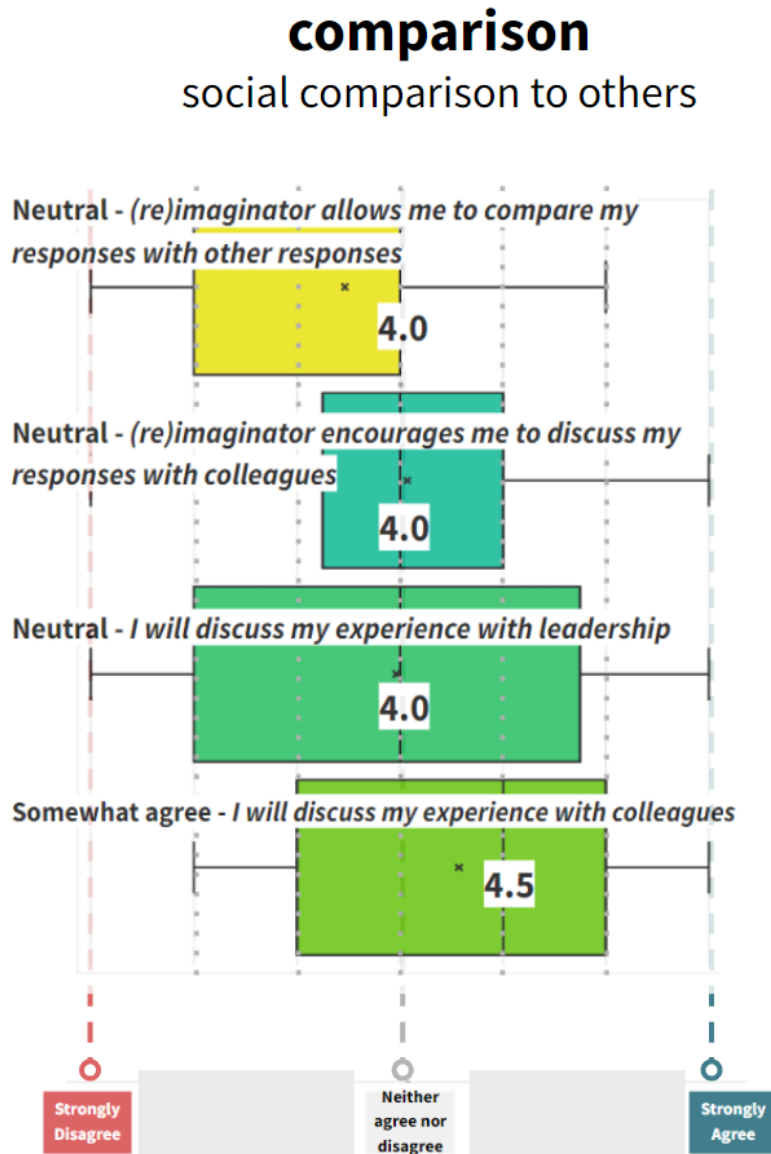 comparison
social comparison to others
Neutral - (re)imaginator allows me to compare my
responses with other responses
4.0
Neutral - (re)imaginator encourages me to discuss my
responses with colleagues
4.0
Neutral - I will discuss my experience with leadership
4.0
Somewhat agree - I will discuss my experience with colleagues
4.5
Strongly
Disagree
Neither
agree nor
disagree
Strongly
Agree